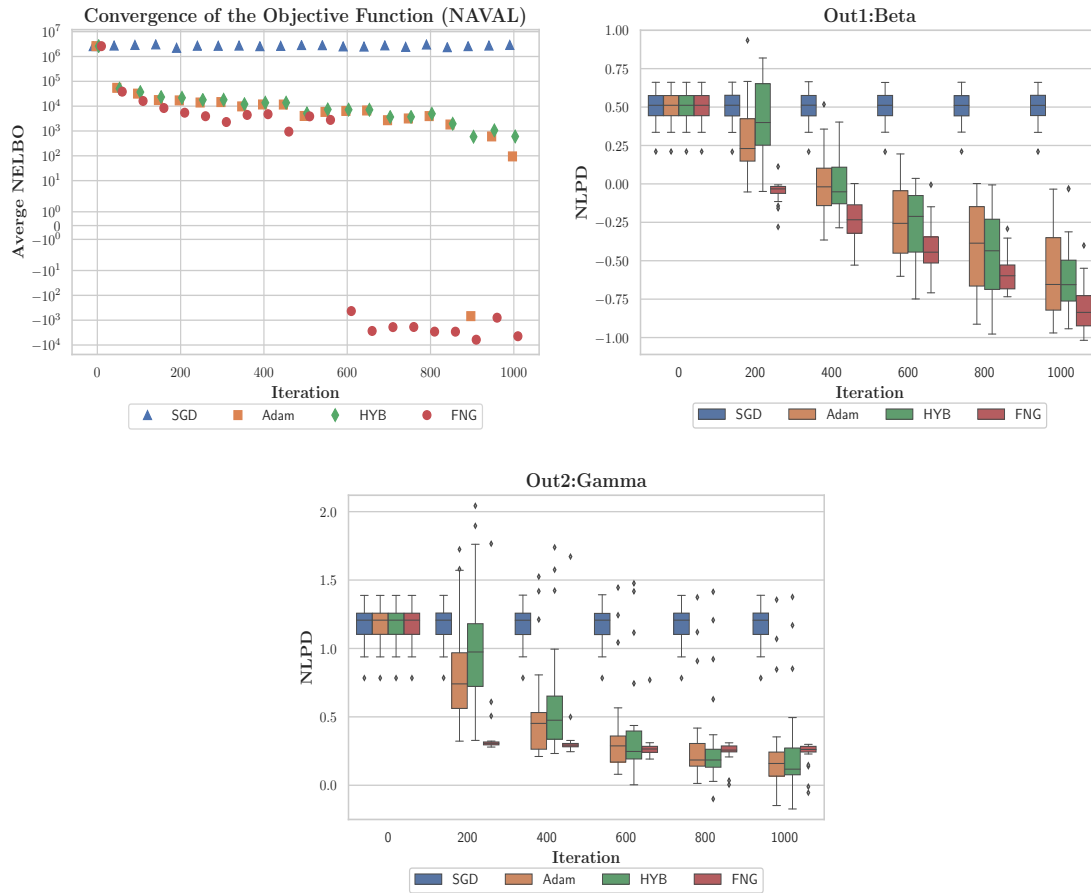 Convergence of the Objective Function (NAVAL)
Averge NELBO
10^7
10^6
10^5
10^4
10^3
10^2
10^1
10^0
0
−10^0
−10^1
−10^2
−10^3
−10^4
0 200 400 600 800 1000
Iteration
SGD Adam HYB FNG
Out1:Beta
NLPD
1.00
0.75
0.50
0.25
0.00
−0.25
−0.50
−0.75
−1.00
0 200 400 600 800 1000
Iteration
SGD Adam HYB FNG
Out2:Gamma
NLPD
2.0
1.5
1.0
0.5
0.0
0 200 400 600 800 1000
Iteration
SGD Adam HYB FNG